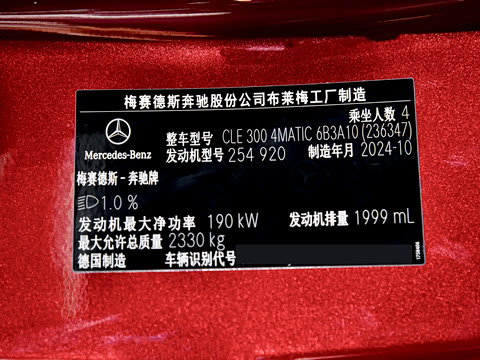 梅赛德斯奔驰股份公司布莱梅工厂制造
乘坐人数 4
整车型号 CLE 300 4MATIC 6B3A10 (236347)
Mercedes-Benz
发动机型号 254 920 制造年月 2024-10
梅赛德斯-奔驰牌
1.0 %
发动机最大净功率 190 kW 发动机排量 1999 mL
最大允许总质量 2330 kg
德国制造 车辆识别代号